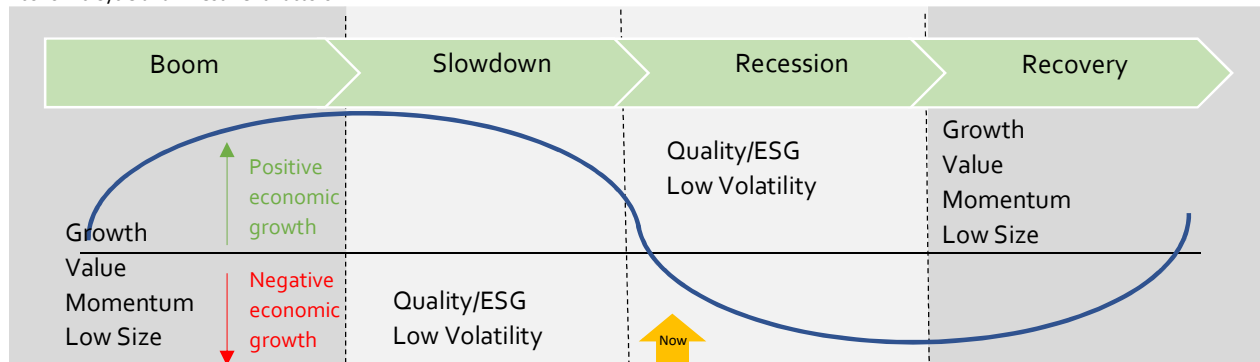 Boom
Slowdown
Recession
Recovery
Positive
economic
growth
Growth
Value
Momentum
Low Size
Negative
economic
growth
Quality/ESG
Low Volatility
Quality/ESG
Low Volatility
Now
Growth
Value
Momentum
Low Size